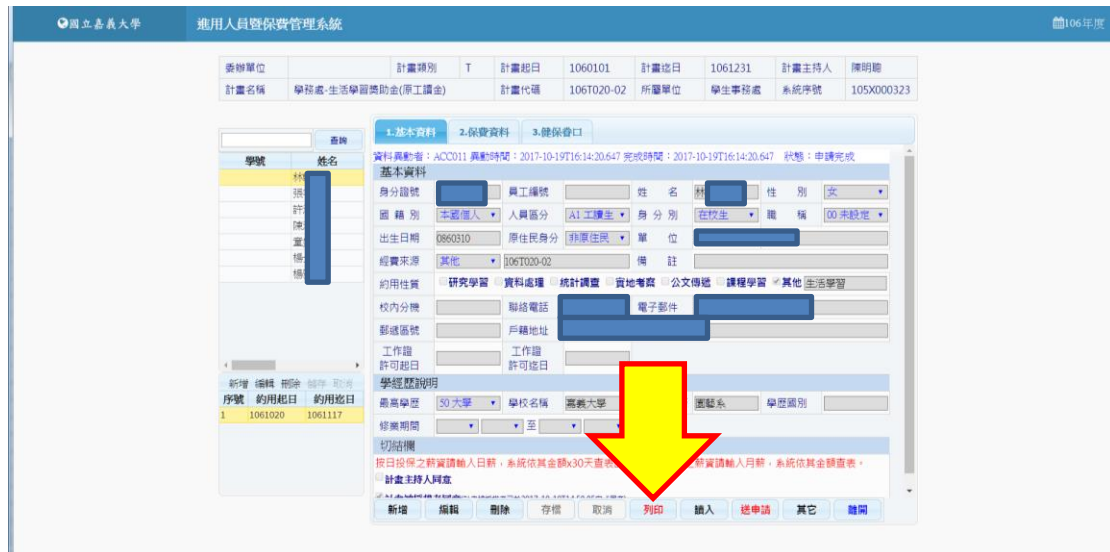 國立嘉義大學 進用人員暨保費管理系統 106年度
委辦單位 計畫類別 T 計畫起日 1060101 計畫迄日 1061231 計畫主持人 陳明聰
計畫名稱 學務處-生活學習獎助金(原工讀金) 計畫代碼 106T020-02 所屬單位 學生事務處 系統序號 105X000323
查詢
學號 姓名
林
張
許
陳
楊
楊
新增 編輯 刪除 儲存 取消
序號 約用起日 約用迄日
1 1061020 1061117
1.基本資料 2.保費資料 3.健保眷口
資料異動者：ACC011 異動時間：2017-10-19T16:14:20.647 完成時間：2017-10-19T16:14:20.647 狀態：申請完成
基本資料
身分證號 員工編號 姓 名 林 性 別 女
國籍別 本國個人 人員區分 A1 工讀生 身分別 在校生 職 稱 00 未設定
出生日期 0860310 原住民身分 非原住民 單 位
經費來源 其他 106T020-02 備 註
約用性質 研究學習 資料處理 統計調查 實地考察 公文傳遞 課程學習 其他 生活學習
校內分機 聯絡電話 電子郵件
郵遞區號 戶籍地址
工作證 工作證
許可起日 許可迄日
學經歷說明
最高學歷 50 大學 學校名稱 嘉義大學 園藝系 學歷國別
修業期間 至
切結欄
按日投保之薪資請輸入日薪，系統依其金額x30天查表 薪資請輸入月薪，系統依其金額查表。
計畫主持人同意
新增 編輯 刪除 存檔 取消 列印 匯入 送申請 其它 離開